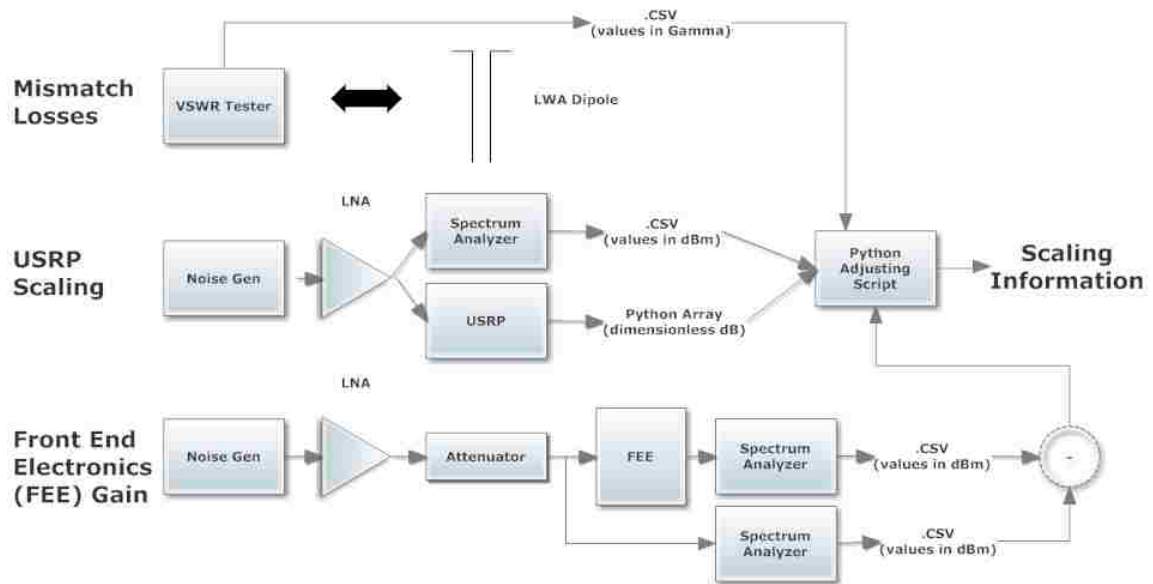 .CSV
(values in Gamma)
Mismatch
Losses
VSWR Tester
LWA Dipole
LNA
USRP
Scaling
Noise Gen
Spectrum
Analyzer
.CSV
(values in dBm)
USRP
Python Array
(dimensionless dB)
Python
Adjusting
Script
Scaling
Information
LNA
Front End
Electronics
(FEE) Gain
Noise Gen
Attenuator
FEE
Spectrum
Analyzer
.CSV
(values in dBm)
-
Spectrum
Analyzer
.CSV
(values in dBm)